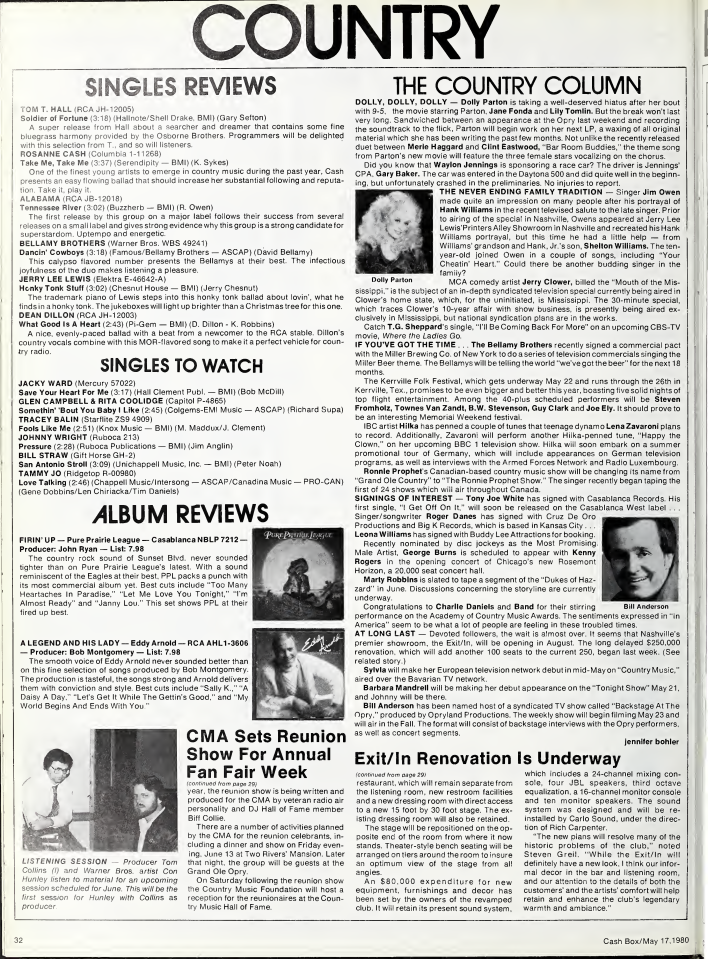 COUNTRY
SINGLES REVIEWS
TOM T. HALL (RCA JH-12005)
Soldier of Fortune (3:18) (Hallnote/Shell Drake, BMI) (Gary Sefton)
A super release from Hall about a searcher and dreamer that contains some fine
bluegrass harmony provided by the Osborne Brothers. Programmers will be delighted
with this selection from T., and so will listeners.
ROSANNE CASH (Columbia 1-11268)
Take Me, Take Me (3:37) (Serendipity — BMI) (K. Sykes)
One of the finest young artists to emerge in country music during the past year, Cash
presents an easy flowing ballad that should increase her substantial following and reputa-
tion. Take it, play it.
ALABAMA (RCA JB-12018)
Tennessee River (3:02) (Buzzherb — BMI) (R. Owen)
The first release by this group on a major label follows their success from several
releases on a small label and gives strong evidence why this group is a strong candidate for
superstardom. Uptempo and energetic.
BELLAMY BROTHERS (Warner Bros. WBS 49241)
Dancin' Cowboys (3:18) (Famous/Bellamy Brothers — ASCAP) (David Bellamy)
This calypso flavored number presents the Bellamys at their best. The infectious
joyfulness of the duo makes listening a pleasure.
JERRY LEE LEWIS (Elektra E-46642-A)
Honky Tonk Stuff (3:02) (Chesnut House — BMI) (Jerry Chesnut)
The trademark piano of Lewis steps into this honky tonk ballad about lovin', what he
finds in a honky tonk. The jukeboxes will light up brighter than a Christmas tree for this one.
DEAN DILLON (RCA JH-12003)
What Good Is A Heart (2:43) (Pi-Gem — BMI) (D. Dillon - K. Robbins)
A nice, evenly-paced ballad with a beat from a newcomer to the RCA stable. Dillon's
country vocals combine with this MOR-flavored song to make it a perfect vehicle for coun-
try radio.
SINGLES TO WATCH
JACKY WARD (Mercury 57022)
Save Your Heart For Me (3:17) (Hall Clement Publ. — BMI) (Bob McDill)
GLEN CAMPBELL & RITA COOLIDGE (Capitol P-4865)
Somethin' 'Bout You Baby I Like (2:45) (Colgems-EMI Music — ASCAP) (Richard Supa)
TRACEY BALIN (Starflite ZS9 4909)
Fools Like Me (2:51) (Knox Music — BMI) (M. Maddux/J. Clement)
JOHNNY WRIGHT (Ruboca 213)
Pressure (2:28) (Ruboca Publications — BMI) (Jim Anglin)
BILL STRAW (Gift Horse GH-2)
San Antonio Stroll (3:09) (Unichappell Music, Inc. — BMI) (Peter Noah)
TAMMY JO (Ridgetop R-00980)
Love Talking (2:46) (Chappell Music/Intersong — ASCAP/Canadina Music — PRO-CAN)
(Gene Dobbins/Len Chiriacka/Tim Daniels)
ALBUM REVIEWS
FIRIN' UP — Pure Prairie League — Casablanca NBLP 7212 —
Producer: John Ryan — List: 7.98
The country rock sound of Sunset Blvd. never sounded
tighter than on Pure Prairie League's latest. With a sound
reminiscent of the Eagles at their best, PPL packs a punch with
its most commercial album yet. Best cuts include "Too Many
Heartaches In Paradise," "Let Me Love You Tonight," "I'm
Almost Ready" and "Janny Lou." This set shows PPL at their
fired up best.
PURE PRAIRIE LEAGUE
A LEGEND AND HIS LADY — Eddy Arnold — RCA AHL1-3606
— Producer: Bob Montgomery — List: 7.98
The smooth voice of Eddy Arnold never sounded better than
on this fine selection of songs produced by Bob Montgomery.
The production is tasteful, the songs strong and Arnold delivers
them with conviction and style. Best cuts include "Sally K.," "A
Daisy A Day," "Let's Get It While The Gettin's Good," and "My
World Begins And Ends With You."
Eddy Arnold
LISTENING SESSION — Producer Tom
Collins (l) and Warner Bros. artist Con
Hunley listen to material for an upcoming
session scheduled for June. This will be the
first session for Hunley with Collins as
producer.
CMA Sets Reunion
Show For Annual
Fan Fair Week
(continued from page 29)
year, the reunion show is being written and
produced for the CMA by veteran radio air
personality and DJ Hall of Fame member
Biff Collie.
There are a number of activities planned
by the CMA for the reunion celebrants, in-
cluding a dinner and show on Friday even-
ing, June 13 at Two Rivers' Mansion. Later
that night, the group will be guests at the
Grand Ole Opry.
On Saturday following the reunion show
the Country Music Foundation will host a
reception for the reunionaires at the Coun-
try Music Hall of Fame.
THE COUNTRY COLUMN
DOLLY, DOLLY, DOLLY — Dolly Parton is taking a well-deserved hiatus after her bout
with 9-5, the movie starring Parton, Jane Fonda and Lily Tomlin. But the break won't last
very long. Sandwiched between an appearance at the Opry last weekend and recording
the soundtrack to the flick, Parton will begin work on her next LP, a waxing of all original
material which she has been writing the past few months. Not unlike the recently released
duet between Merle Haggard and Clint Eastwood, "Bar Room Buddies," the theme song
from Parton's new movie will feature the three female stars vocalizing on the chorus.
Did you know that Waylon Jennings is sponsoring a race car? The driver is Jennings'
CPA, Gary Baker. The car was entered in the Daytona 500 and did quite well in the beginn-
ing, but unfortunately crashed in the preliminaries. No injuries to report.
THE NEVER ENDING FAMILY TRADITION — Singer Jim Owen
made quite an impression on many people after his portrayal of
Hank Williams in the recent televised salute to the late singer. Prior
to airing of the special in Nashville, Owens appeared at Jerry Lee
Lewis' Printers Alley Showroom in Nashville and recreated his Hank
Williams portrayal, but this time he had a little help — from
Williams' grandson and Hank, Jr.'s son, Shelton Williams. The ten-
year-old joined Owen in a couple of songs, including "Your
Cheatin' Heart." Could there be another budding singer in the
family?
Dolly Parton
MCA comedy artist Jerry Clower, billed the "Mouth of the Mis-
sissippi," is the subject of an in-depth syndicated television special currently being aired in
Clower's home state, which, for the uninitiated, is Mississippi. The 30-minute special,
which traces Clower's 10-year affair with show business, is presently being aired ex-
clusively in Mississippi, but national syndication plans are in the works.
Catch T.G. Sheppard's single, "I'll Be Coming Back For More" on an upcoming CBS-TV
movie, Where the Ladies Go.
IF YOU'VE GOT THE TIME . . . The Bellamy Brothers recently signed a commercial pact
with the Miller Brewing Co. of New York to do a series of television commercials singing the
Miller Beer theme. The Bellamys will be telling the world "we've got the beer" for the next 18
months.
The Kerrville Folk Festival, which gets underway May 22 and runs through the 26th in
Kerrville, Tex., promises to be even bigger and better this year, boasting five solid nights of
top flight entertainment. Among the 40-plus scheduled performers will be Steven
Fromholz, Townes Van Zandt, B.W. Stevenson, Guy Clark and Joe Ely. It should prove to
be an interesting Memorial Weekend festival.
IBC artist Hilka has penned a couple of tunes that teenage dynamo Lena Zavaroni plans
to record. Additionally, Zavaroni will perform another Hilka-penned tune, "Happy the
Clown," on her upcoming BBC 1 television show. Hilka will soon embark on a summer
promotional tour of Germany, which will include appearances on German television
programs, as well as interviews with the Armed Forces Network and Radio Luxembourg.
Ronnie Prophet's Canadian-based country music show will be changing its name from
"Grand Ole Country" to "The Ronnie Prophet Show." The singer recently began taping the
first of 24 shows which will air throughout Canada.
SIGNINGS OF INTEREST — Tony Joe White has signed with Casablanca Records. His
first single, "I Get Off On It," will soon be released on the Casablanca West label . . .
Singer/songwriter Roger Danes has signed with Cruz De Oro
Productions and Big K Records, which is based in Kansas City . . .
Leona Williams has signed with Buddy Lee Attractions for booking.
Recently nominated by disc jockeys as the Most Promising
Male Artist, George Burns is scheduled to appear with Kenny
Rogers in the opening concert of Chicago's new Rosemont
Horizon, a 20,000 seat concert hall.
Marty Robbins is slated to tape a segment of the "Dukes of Haz-
zard" in June. Discussions concerning the storyline are currently
underway.
Bill Anderson
Congratulations to Charlie Daniels and Band for their stirring
performance on the Academy of Country Music Awards. The sentiments expressed in "In
America" seem to be what a lot of people are feeling in these troubled times.
AT LONG LAST — Devoted followers, the wait is almost over. It seems that Nashville's
premier showroom, the Exit/In, will be opening in August. The long delayed $250,000
renovation, which will add another 100 seats to the current 250, began last week. (See
related story.)
Sylvia will make her European television network debut in mid-May on "Country Music,"
aired over the Bavarian TV network.
Barbara Mandrell will be making her debut appearance on the "Tonight Show" May 21,
and Johnny will be there.
Bill Anderson has been named host of a syndicated TV show called "Backstage At The
Opry," produced by Opryland Productions. The weekly show will begin filming May 23 and
will air in the Fall. The format will consist of backstage interviews with the Opry performers,
as well as concert segments.
jennifer bohler
Exit/In Renovation Is Underway
(continued from page 29)
restaurant, which will remain separate from
the listening room, new restroom facilities
and a new dressing room with direct access
to a new 15 foot by 30 foot stage. The ex-
isting dressing room will also be retained.
The stage will be repositioned on the op-
posite end of the room from where it now
stands. Theater-style bench seating will be
arranged on tiers around the room to insure
an optimum view of the stage from all
angles.
An $80,000 expenditure for new
equipment, furnishings and decor has
been set by the owners of the revamped
club. It will retain its present sound system,
which includes a 24-channel mixing con-
sole, four JBL speakers, third octave
equalization, a 16-channel monitor console
and ten monitor speakers. The sound
system was designed and will be re-
installed by Carlo Sound, under the direc-
tion of Rich Carpenter.
"The new plans will resolve many of the
historic problems of the club," noted
Steven Greil. "While the Exit/In will
definitely have a new look, I think our infor-
mal decor in the bar and listening room,
and our attention to the details of both the
customers' and the artists' comfort will help
retain and enhance the club's legendary
warmth and ambiance."
32
Cash Box/May 17, 1980